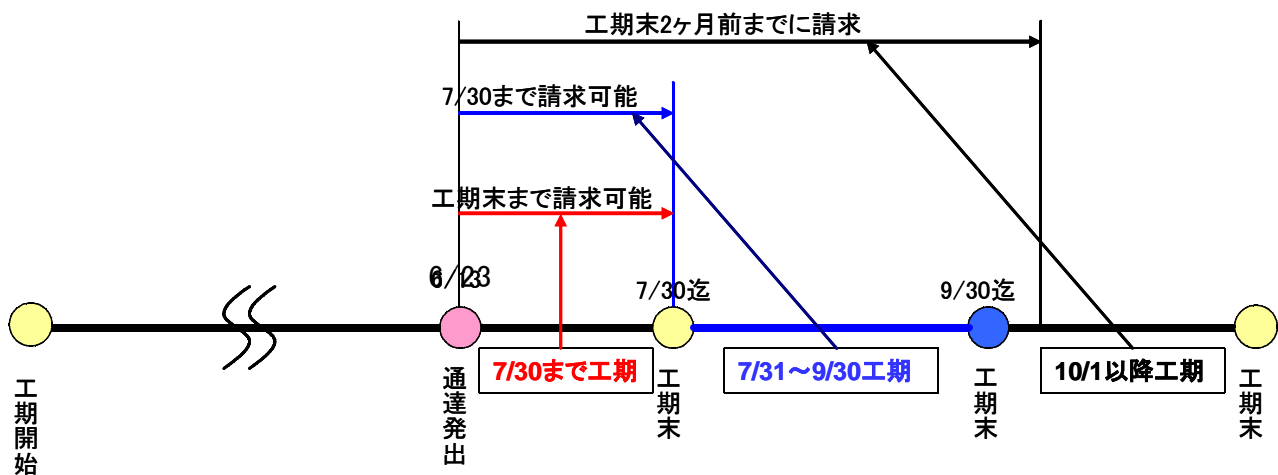 工期末2ヶ月前までに請求
7/30まで請求可能
工期末まで請求可能
7/30迄
9/30迄
7/30まで工期
7/31～9/30工期
10/1以降工期
工期開始
通達発出
工期末
工期末
工期末